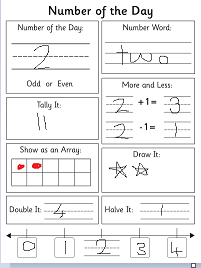 Number of the Day
Number of the Day:
2
Odd or Even
Number Word:
two
Tally It:
11
More and Less:
2 +1= 3
2 -1= 1
Show as an Array:
Draw It:
Double It: 4
Halve It: 1
0 1 2 3 4